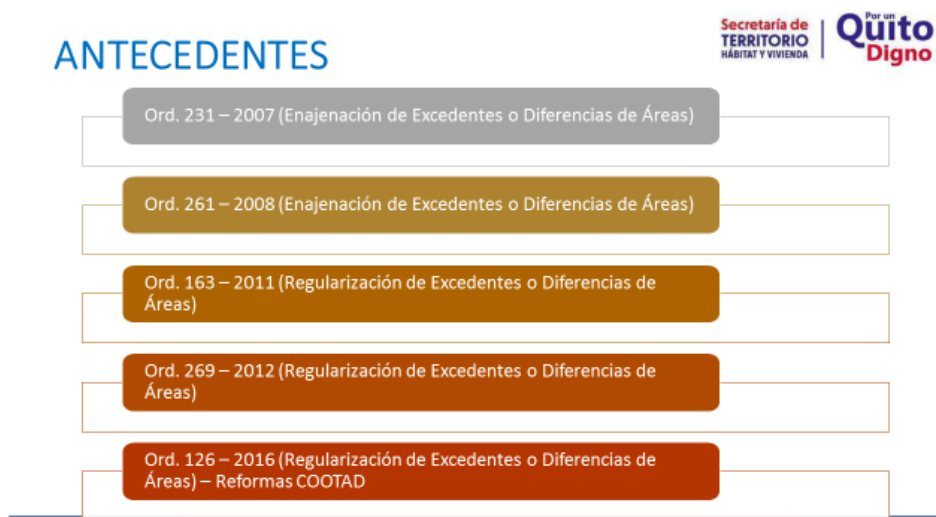 ANTECEDENTES
Secretaría de
TERRITORIO
HÁBITAT Y VIVIENDA
Por un
Quito
Digno
Ord. 231 – 2007 (Enajenación de Excedentes o Diferencias de Áreas)
Ord. 261 – 2008 (Enajenación de Excedentes o Diferencias de Áreas)
Ord. 163 – 2011 (Regularización de Excedentes o Diferencias de
Áreas)
Ord. 269 – 2012 (Regularización de Excedentes o Diferencias de
Áreas)
Ord. 126 – 2016 (Regularización de Excedentes o Diferencias de
Áreas) – Reformas COOTAD